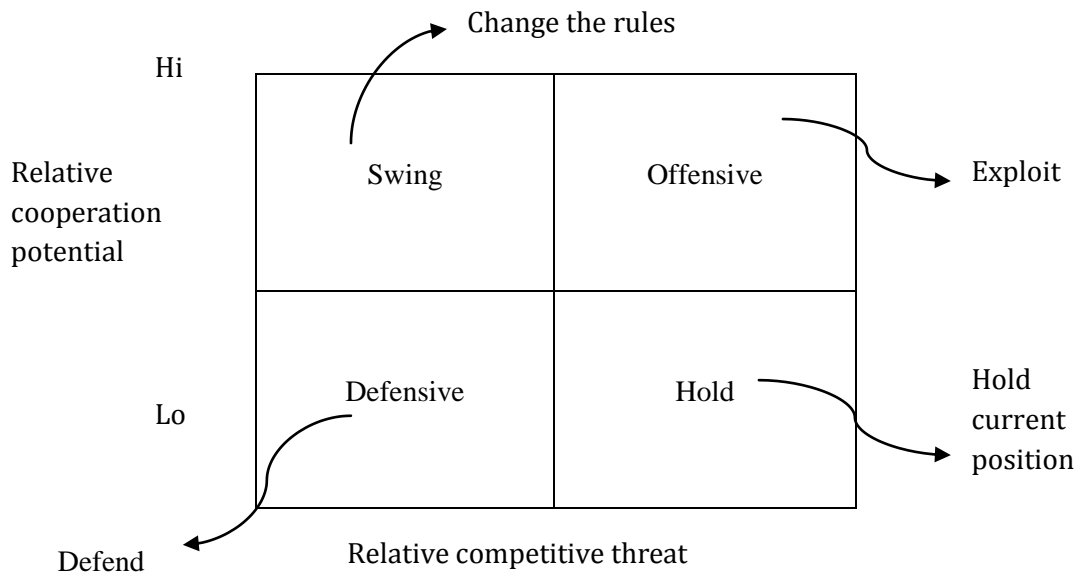 Change the rules
Hi
Relative
cooperation
potential
Swing
Offensive
Exploit
Defensive
Hold
Hold
current
position
Lo
Defend
Relative competitive threat